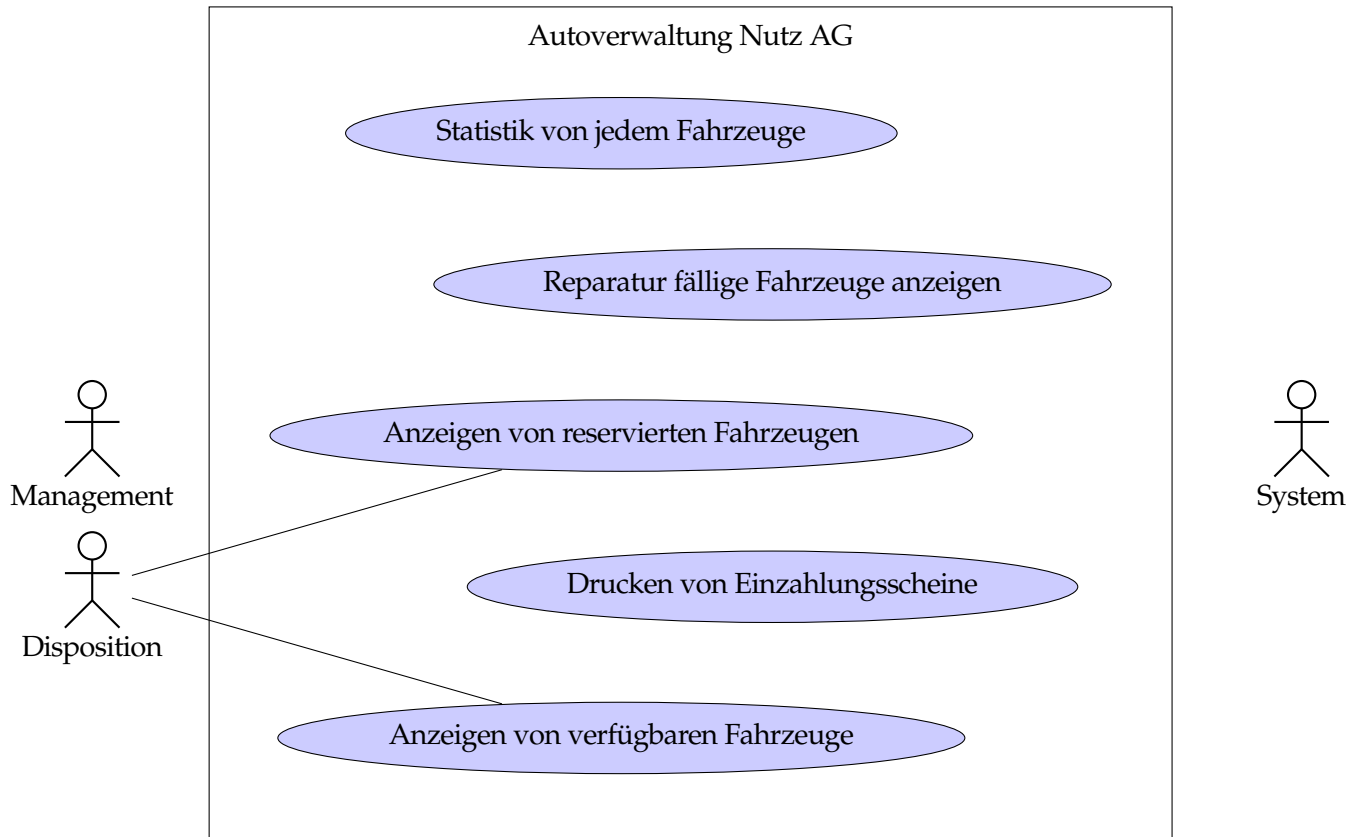 Autoverwaltung Nutz AG
Statistik von jedem Fahrzeuge
Reparatur fällige Fahrzeuge anzeigen
Anzeigen von reservierten Fahrzeugen
Management
System
Drucken von Einzahlungsscheine
Disposition
Anzeigen von verfügbaren Fahrzeuge